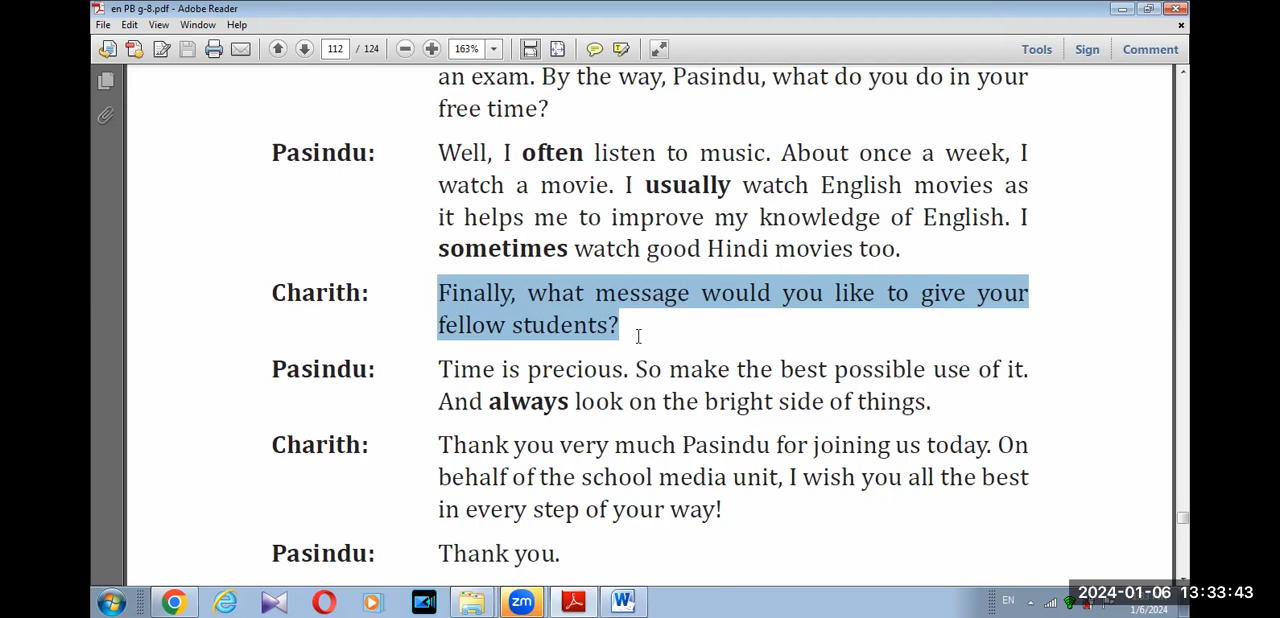 en PB g-8.pdf - Adobe Reader
File Edit View Window Help
112 / 124 163% Tools Sign Comment
an exam. By the way, Pasindu, what do you do in your
free time?
Pasindu: Well, I often listen to music. About once a week, I
watch a movie. I usually watch English movies as
it helps me to improve my knowledge of English. I
sometimes watch good Hindi movies too.
Charith: Finally, what message would you like to give your
fellow students?
Pasindu: Time is precious. So make the best possible use of it.
And always look on the bright side of things.
Charith: Thank you very much Pasindu for joining us today. On
behalf of the school media unit, I wish you all the best
in every step of your way!
Pasindu: Thank you.
zm W EN
2024-01-06 13:33:43
1/6/2024